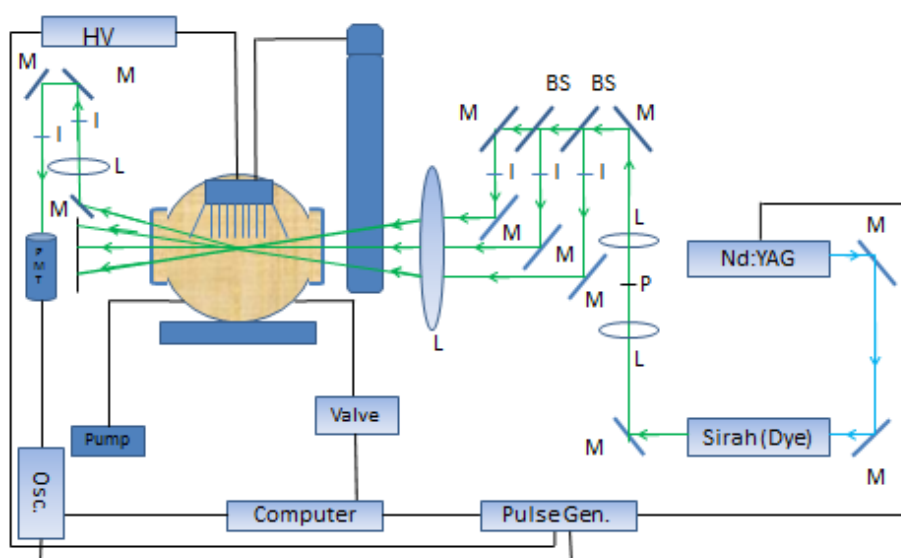 HV
M
M
BS
BS
M
M
I
I
I
I
I
L
M
M
L
M
M
Nd:YAG
PMT
M
P
L
L
Valve
Pump
M
Sirah (Dye)
M
Osc.
Computer
Pulse Gen.